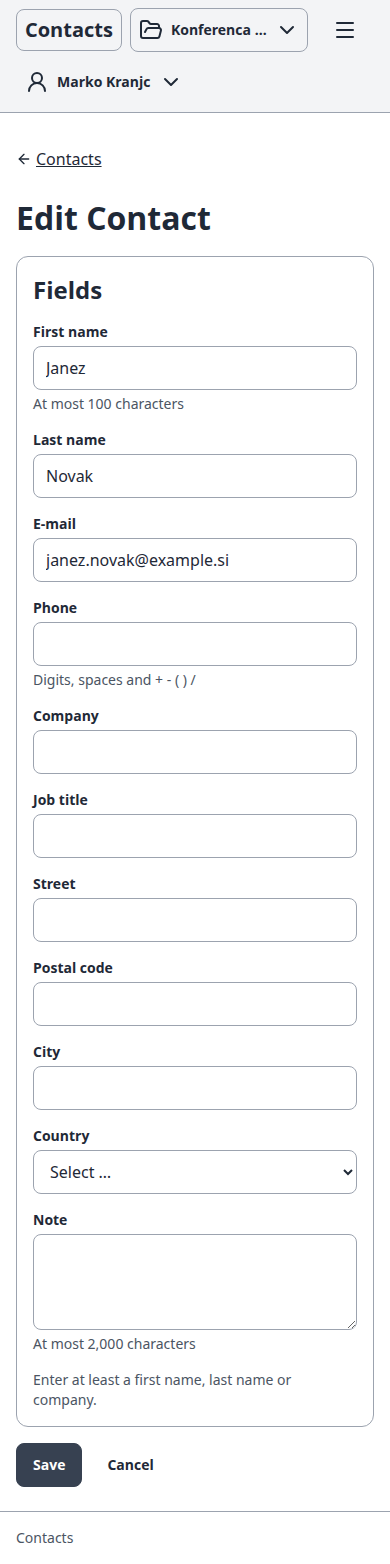 Contacts
Konferenca ...
Marko Kranjc
Contacts
Edit Contact
Fields
First name
Janez
At most 100 characters
Last name
Novak
E-mail
janez.novak@example.si
Phone
Digits, spaces and + - ( ) /
Company
Job title
Street
Postal code
City
Country
Select ...
Note
At most 2,000 characters
Enter at least a first name, last name or
company.
Save
Cancel
Contacts